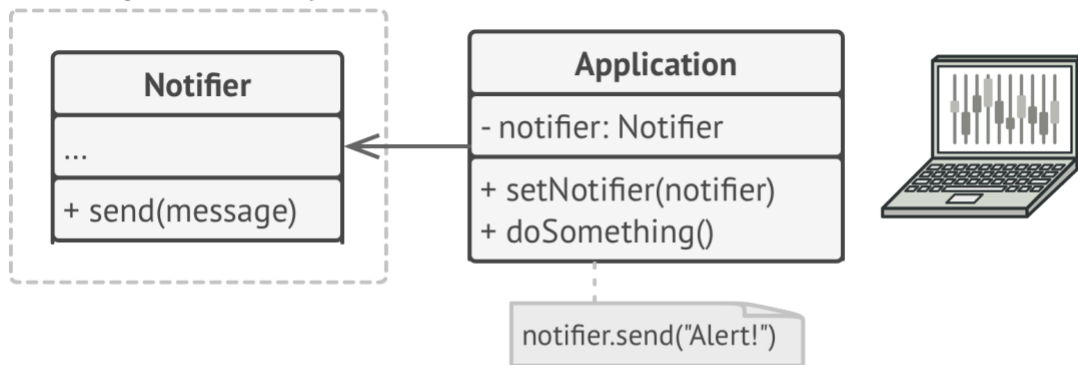 Notifier
...
+ send(message)
Application
- notifier: Notifier
+ setNotifier(notifier)
+ doSomething()
notifier.send("Alert!")